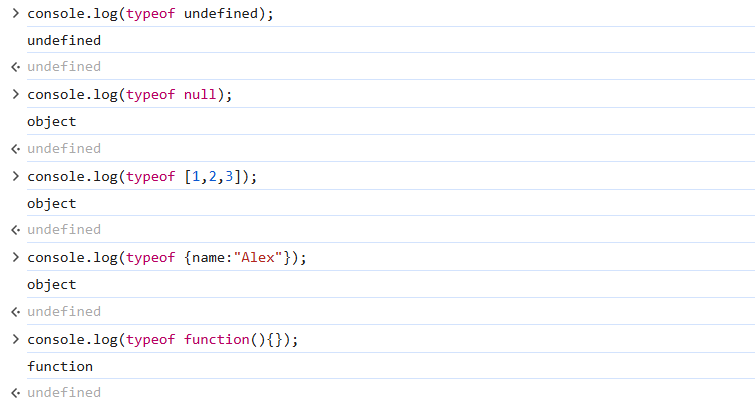 > console.log(typeof undefined);
undefined
undefined
> console.log(typeof null);
object
undefined
> console.log(typeof [1,2,3]);
object
undefined
> console.log(typeof {name:"Alex"});
object
undefined
> console.log(typeof function(){});
function
undefined